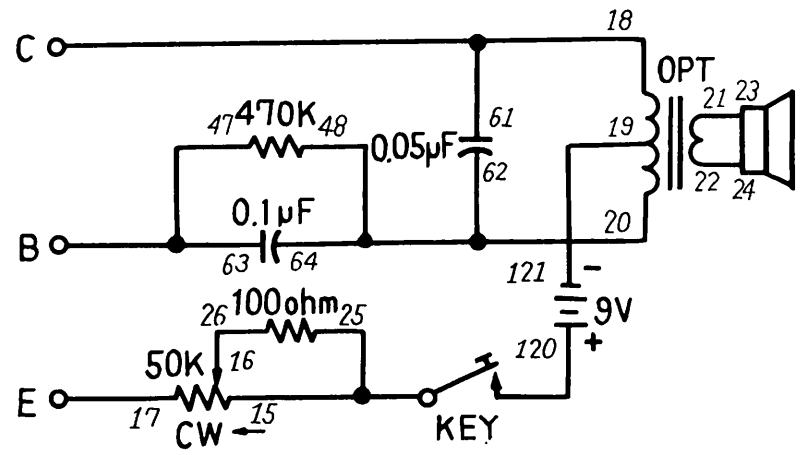 18
C
OPT
21 23
470K
47 48
61
19
0.05µF
62
22 24
0.1µF
20
B
63 64
121 −
26 100ohm 25
9V
120 +
50K 16
E
17 15
CW
KEY